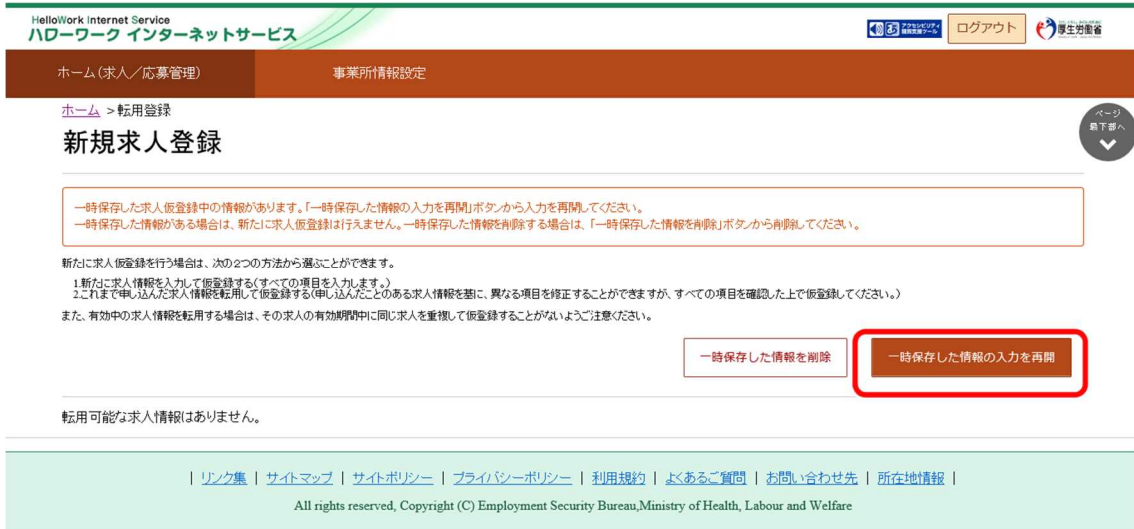 HelloWork Internet Service
ハローワーク インターネットサービス
ログアウト
厚生労働省
ホーム(求人／応募管理)
事業所情報設定
ホーム >転用登録
ページ
最下部へ
新規求人登録
一時保存した求人仮登録中の情報があります。「一時保存した情報の入力を再開」ボタンから入力を再開してください。
一時保存した情報がある場合は、新たに求人仮登録は行えません。一時保存した情報を削除する場合は、「一時保存した情報を削除」ボタンから削除してください。
新たに求人仮登録を行う場合は、次の2つの方法から選ぶことができます。
1.新たに求人情報を入力して仮登録する(すべての項目を入力します。)
2.これまで申し込んだ求人情報を転用して仮登録する(申し込んだことのある求人情報を基に、異なる項目を修正することができますが、すべての項目を確認した上で仮登録してください。)
また、有効中の求人情報を転用する場合は、その求人の有効期間中に同じ求人を重複して仮登録することがないようご注意ください。
一時保存した情報を削除
一時保存した情報の入力を再開
転用可能な求人情報はありません。
| リンク集 | サイトマップ | サイトポリシー | プライバシーポリシー | 利用規約 | よくあるご質問 | お問い合わせ先 | 所在地情報 |
All rights reserved, Copyright (C) Employment Security Bureau,Ministry of Health, Labour and Welfare